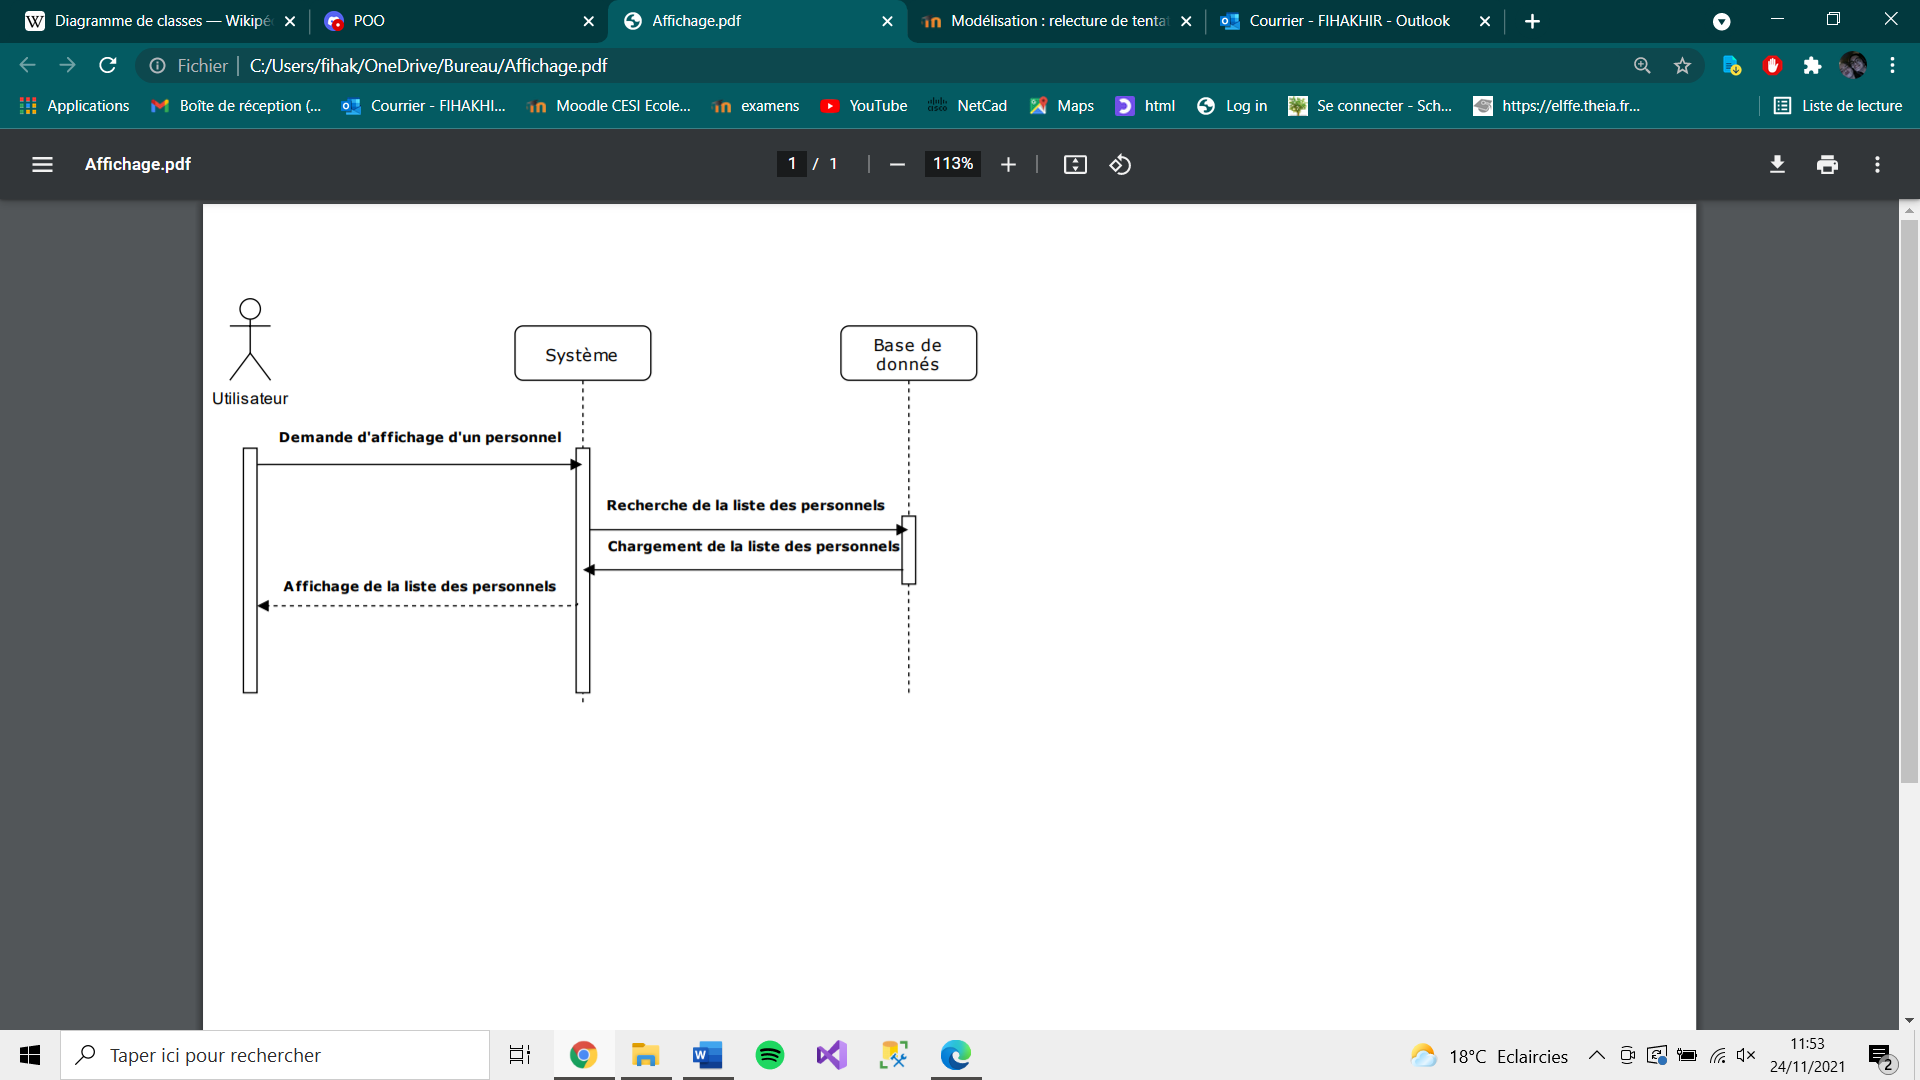 Diagramme de classes — Wikipé
POO
Affichage.pdf
Modélisation : relecture de tenta
Courrier - FIHAKHIR - Outlook
Fichier
C:/Users/fihak/OneDrive/Bureau/Affichage.pdf
Applications
Boîte de réception (...
Courrier - FIHAKHI...
Moodle CESI Ecole...
examens
YouTube
NetCad
Maps
html
Log in
Se connecter - Sch...
https://elffe.theia.fr...
Liste de lecture
Affichage.pdf
1 / 1
113%
Système
Base de
donnés
Utilisateur
Demande d'affichage d'un personnel
Recherche de la liste des personnels
Chargement de la liste des personnels
Affichage de la liste des personnels
Taper ici pour rechercher
18°C Eclaircies
11:53
24/11/2021
2